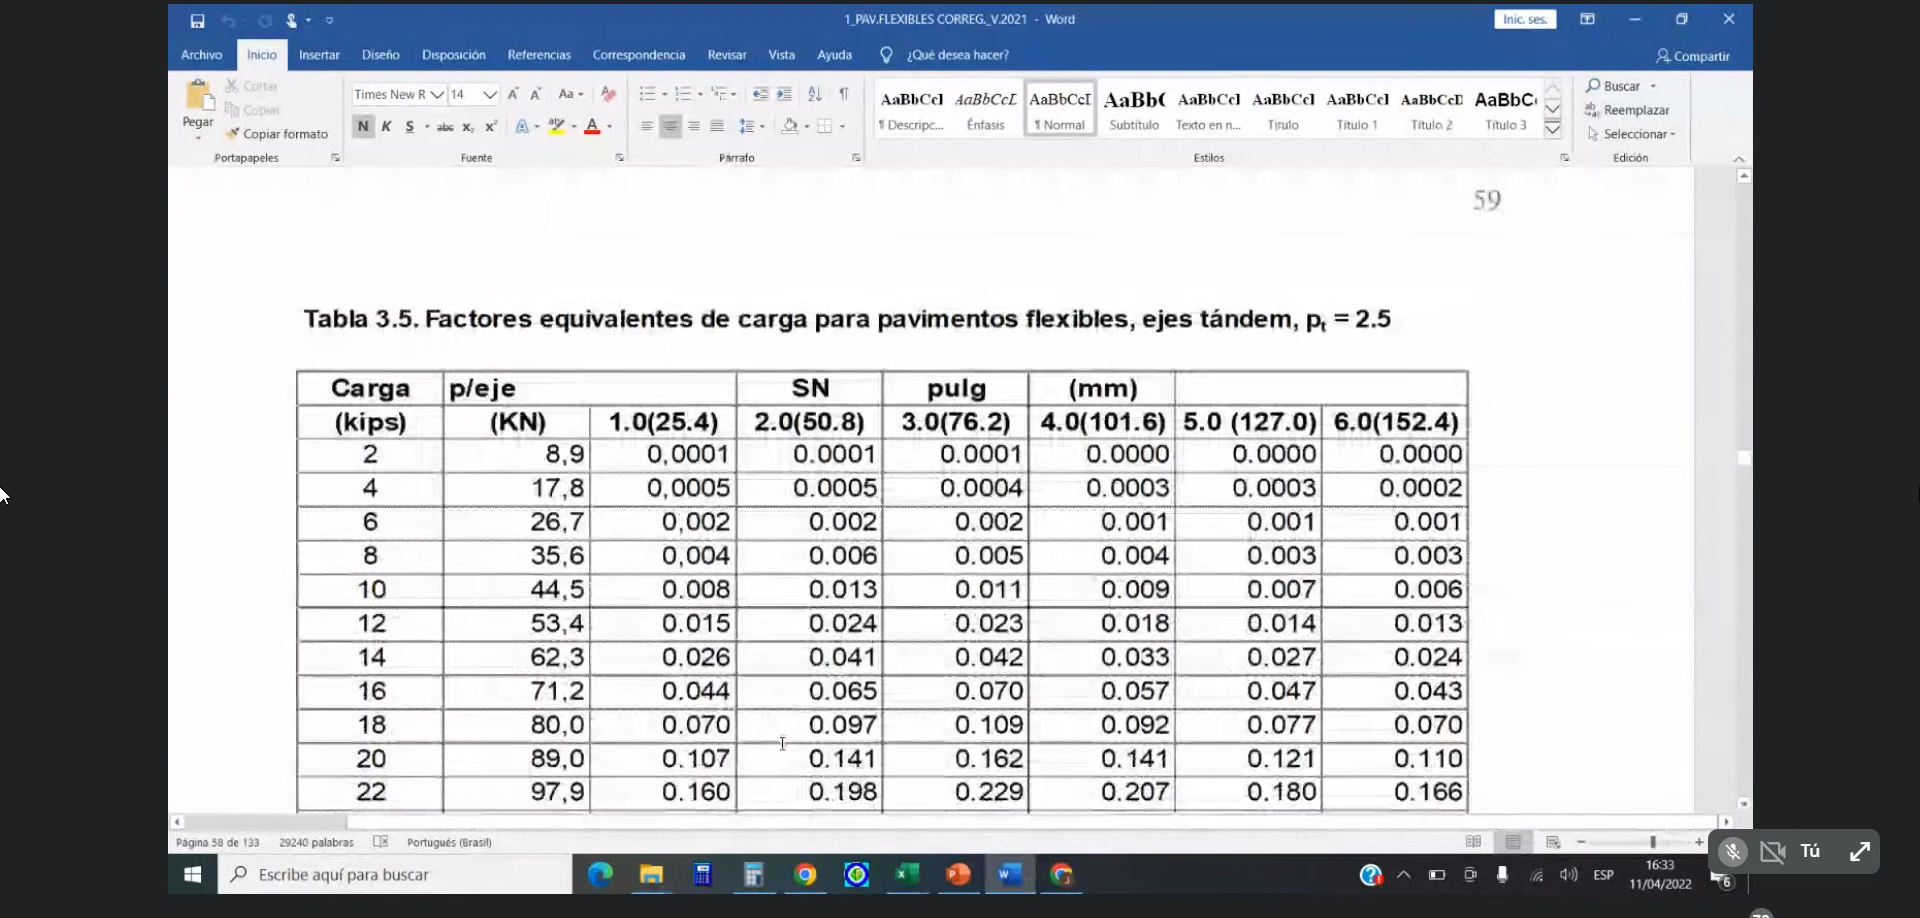 1_PAV.FLEXIBLES CORREG._V.2021 - Word
Inic. ses.
Archivo Inicio Insertar Diseño Disposición Referencias Correspondencia Revisar Vista Ayuda ¿Qué desea hacer? Compartir
Pegar
Cortar
Copiar
Copiar formato
Portapapeles
Times New R 14
Aa
N K S abc x₂ x² A A
Fuente
Párrafo
AaBbCcI AaBbCcL AaBbCcI AaBb( AaBbCcI AaBbCcI AaBbCcI AaBbCcD AaBbC
¶ Descripc... Énfasis ¶ Normal Subtítulo Texto en n... Título Título 1 Título 2 Título 3
Estilos
Buscar
Reemplazar
Seleccionar
Edición
59
Tabla 3.5. Factores equivalentes de carga para pavimentos flexibles, ejes tándem, pt = 2.5
Carga p/eje SN pulg (mm)
(kips) (KN) 1.0(25.4) 2.0(50.8) 3.0(76.2) 4.0(101.6) 5.0 (127.0) 6.0(152.4)
2 8,9 0,0001 0.0001 0.0001 0.0000 0.0000 0.0000
4 17,8 0,0005 0.0005 0.0004 0.0003 0.0003 0.0002
6 26,7 0,002 0.002 0.002 0.001 0.001 0.001
8 35,6 0,004 0.006 0.005 0.004 0.003 0.003
10 44,5 0.008 0.013 0.011 0.009 0.007 0.006
12 53,4 0.015 0.024 0.023 0.018 0.014 0.013
14 62,3 0.026 0.041 0.042 0.033 0.027 0.024
16 71,2 0.044 0.065 0.070 0.057 0.047 0.043
18 80,0 0.070 0.097 0.109 0.092 0.077 0.070
20 89,0 0.107 0.141 0.162 0.141 0.121 0.110
22 97,9 0.160 0.198 0.229 0.207 0.180 0.166
Página 58 de 133 29240 palabras Português (Brasil)
Tú
Escribe aquí para buscar
ESP
16:33
11/04/2022
6